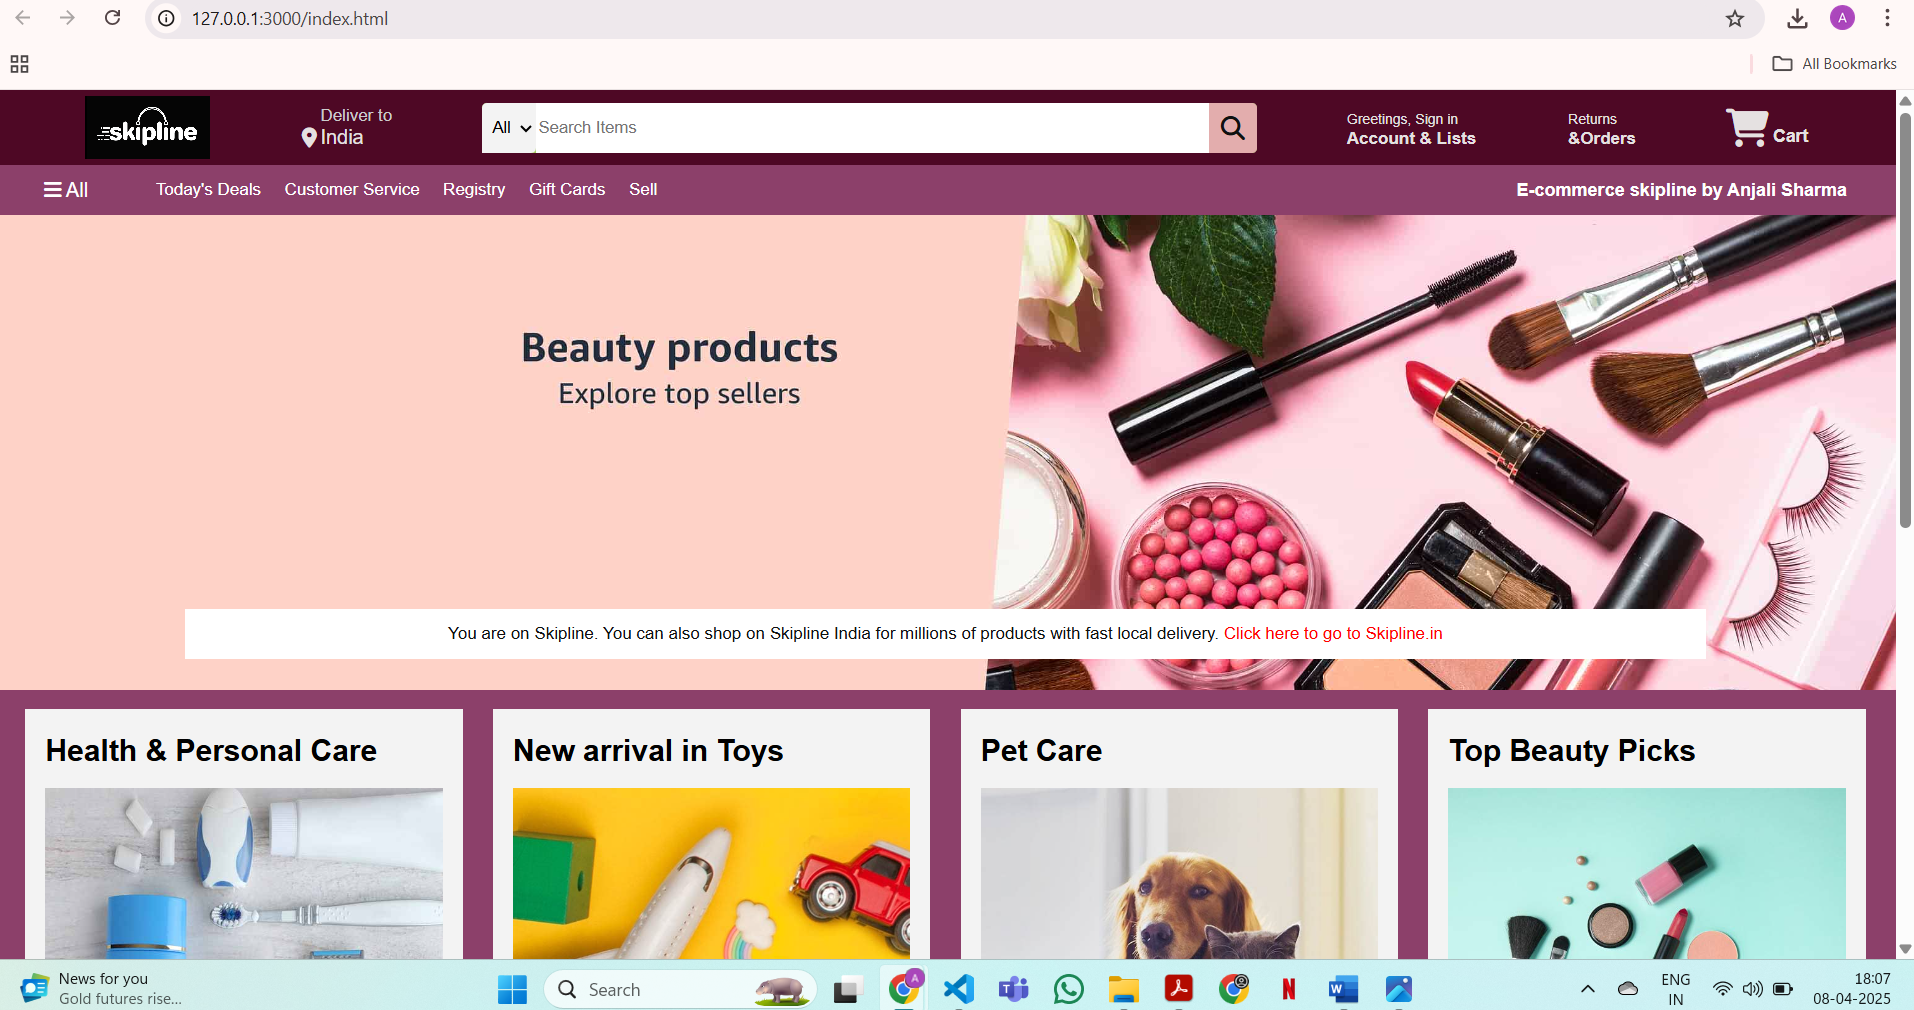 127.0.0.1:3000/index.html
A
All Bookmarks
skipline
Deliver to
India
All
Search Items
Greetings, Sign in
Account & Lists
Returns
&Orders
Cart
All
Today's Deals
Customer Service
Registry
Gift Cards
Sell
E-commerce skipline by Anjali Sharma
Beauty products
Explore top sellers
You are on Skipline. You can also shop on Skipline India for millions of products with fast local delivery. Click here to go to Skipline.in
Health & Personal Care
New arrival in Toys
Pet Care
Top Beauty Picks
News for you
Gold futures rise...
Search
A
T
N
W
ENG
IN
18:07
08-04-2025